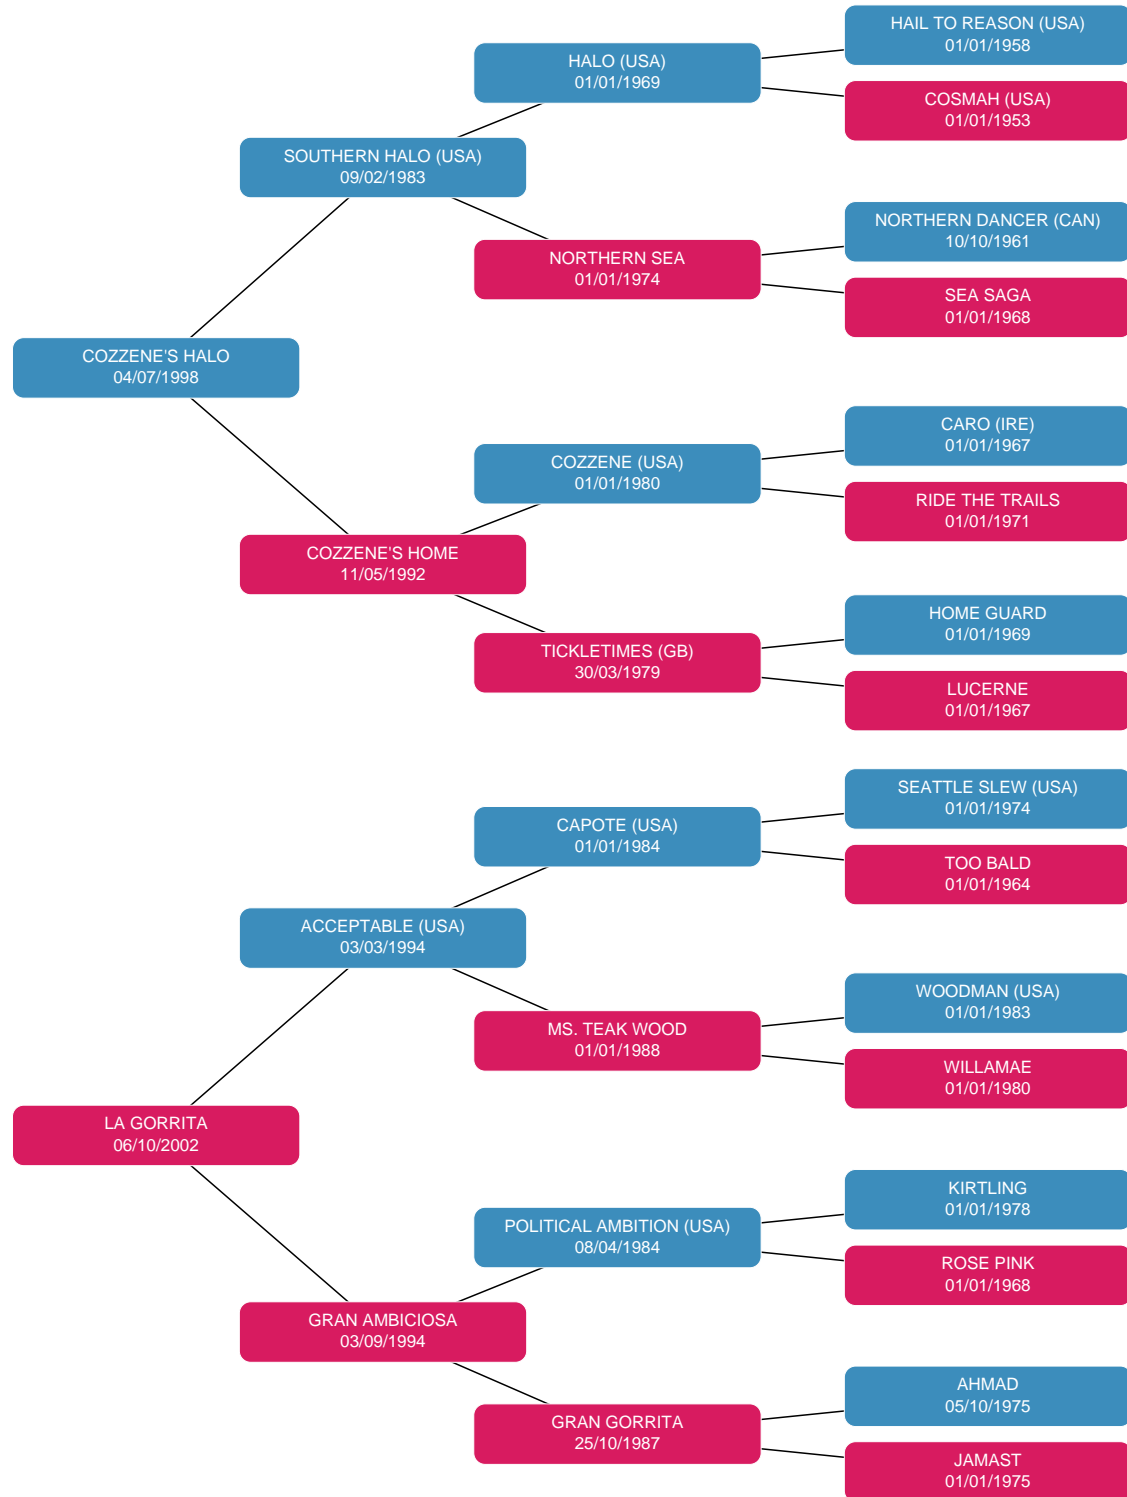 HAIL TO REASON (USA)
01/01/1958
HALO (USA)
01/01/1969
COSMAH (USA)
01/01/1953
SOUTHERN HALO (USA)
09/02/1983
NORTHERN DANCER (CAN)
10/10/1961
NORTHERN SEA
01/01/1974
SEA SAGA
01/01/1968
COZZENE'S HALO
04/07/1998
CARO (IRE)
01/01/1967
COZZENE (USA)
01/01/1980
RIDE THE TRAILS
01/01/1971
COZZENE'S HOME
11/05/1992
HOME GUARD
01/01/1969
TICKLETIMES (GB)
30/03/1979
LUCERNE
01/01/1967
SEATTLE SLEW (USA)
01/01/1974
CAPOTE (USA)
01/01/1984
TOO BALD
01/01/1964
ACCEPTABLE (USA)
03/03/1994
WOODMAN (USA)
01/01/1983
MS. TEAK WOOD
01/01/1988
WILLAMAE
01/01/1980
LA GORRITA
06/10/2002
KIRTLING
01/01/1978
POLITICAL AMBITION (USA)
08/04/1984
ROSE PINK
01/01/1968
GRAN AMBICIOSA
03/09/1994
AHMAD
05/10/1975
GRAN GORRITA
25/10/1987
JAMAST
01/01/1975